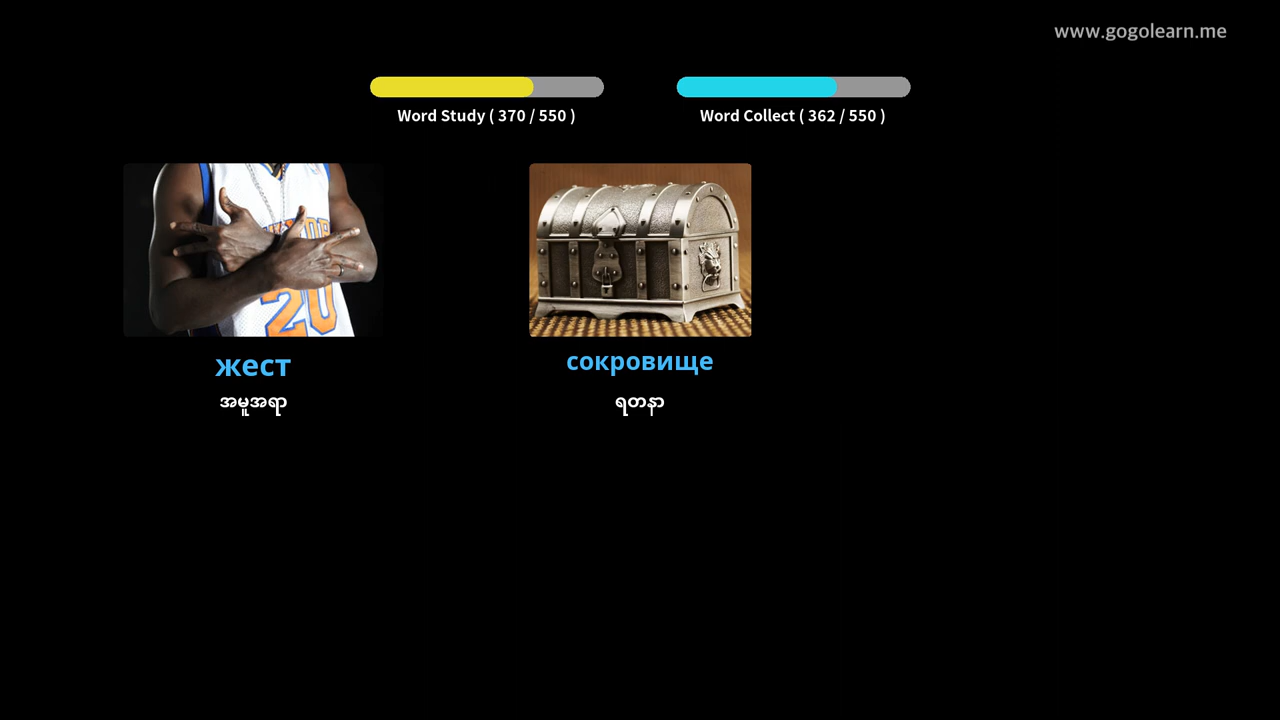 www.gogolearn.me
Word Study ( 370 / 550 )
Word Collect ( 362 / 550 )
20
жест
сокровище
အမူအရာ
ရတနာ